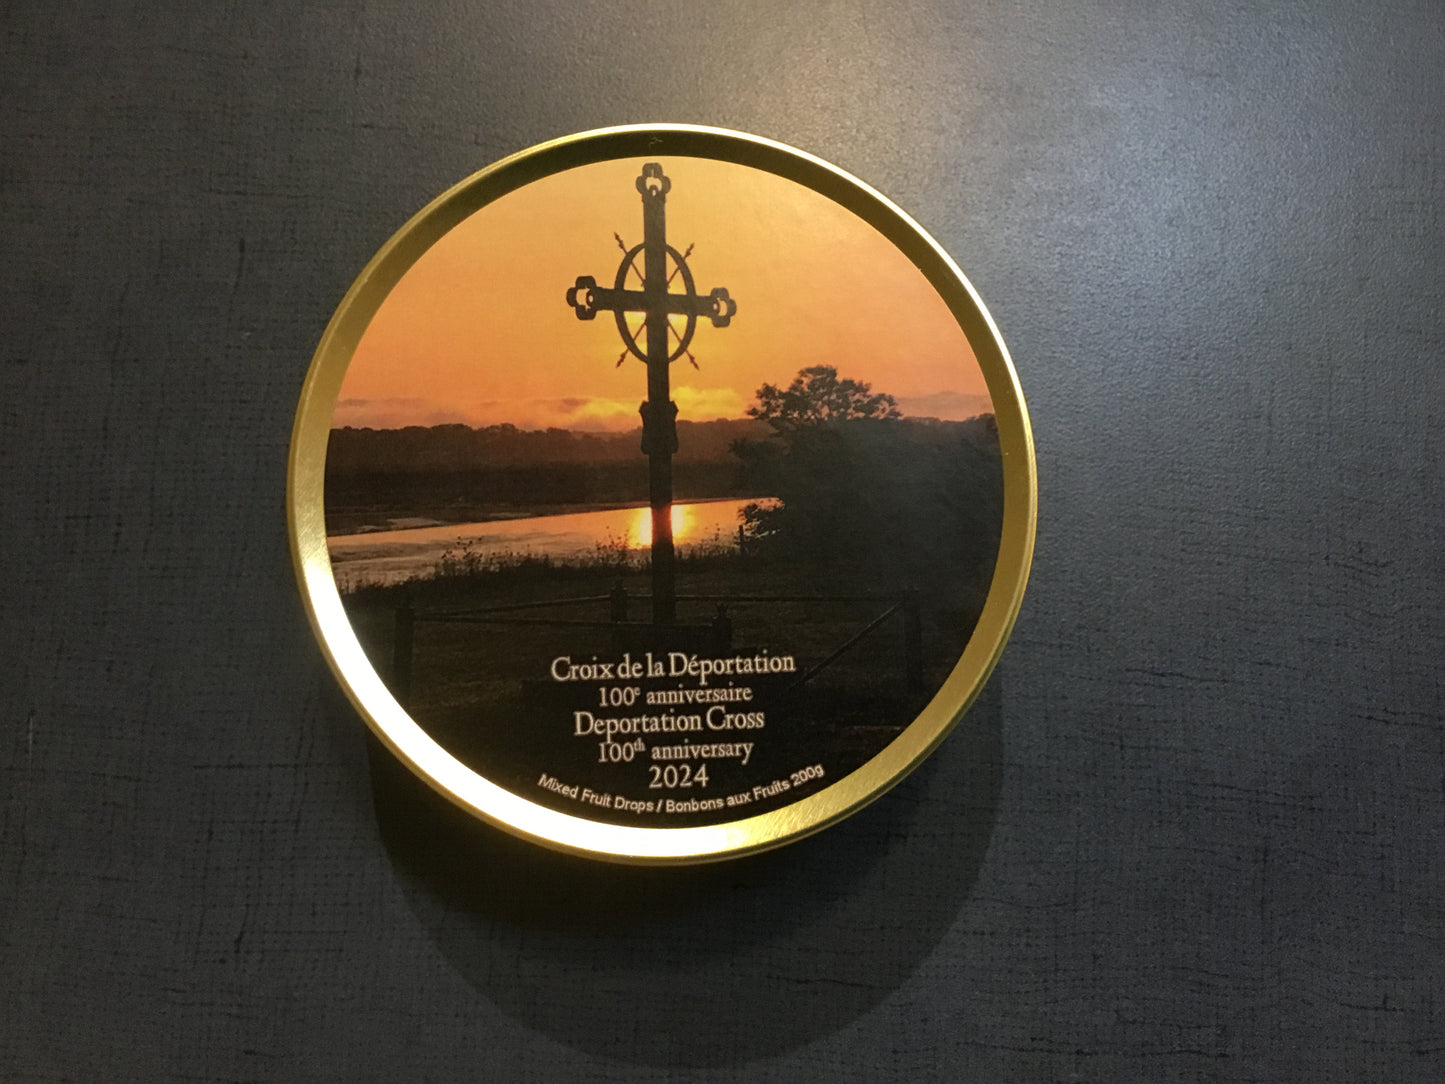 Croix de la Déportation
100e anniversaire
Deportation Cross
100th anniversary
2024
Mixed Fruit Drops / Bonbons aux Fruits 200g